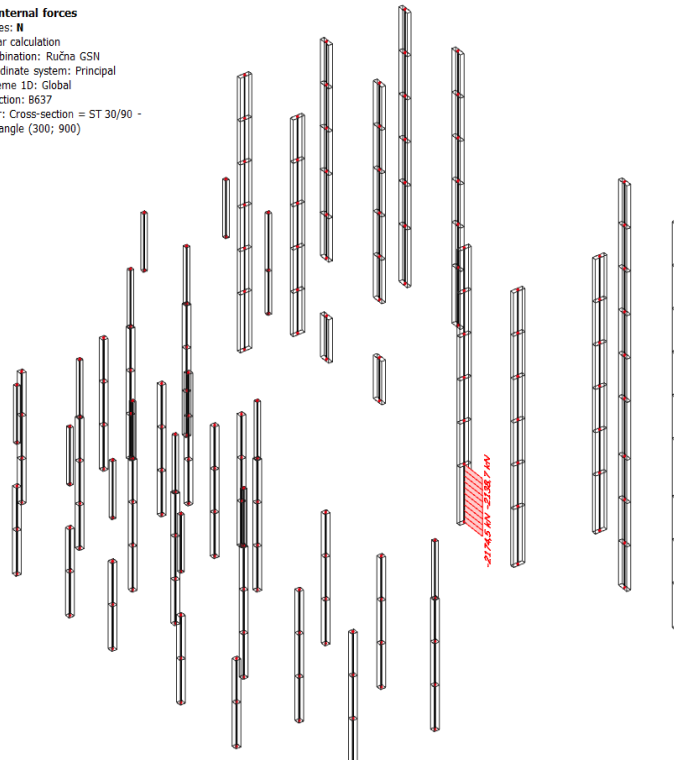 nternal forces
es: N
ar calculation
bination: Ručna GSN
dinate system: Principal
eme 1D: Global
ction: B637
r: Cross-section = ST 30/90 -
angle (300; 900)
-2174,5 kN -2138,7 kN